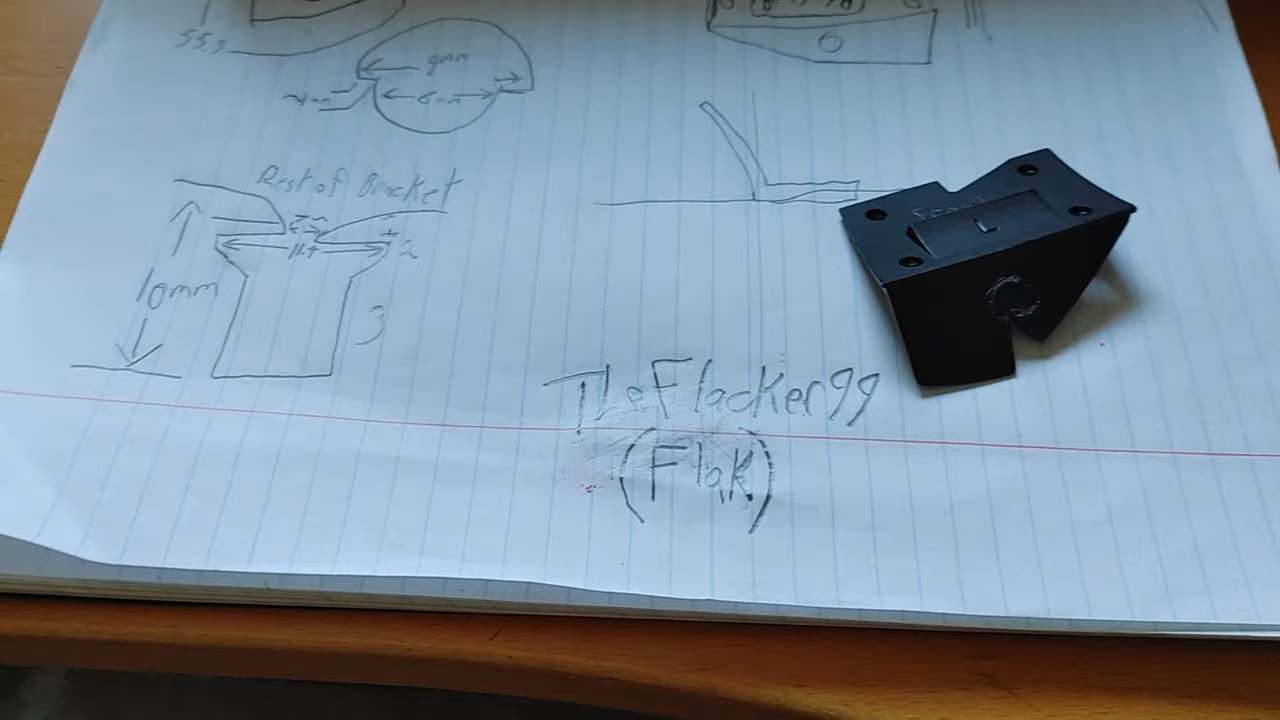 55.3
9mm
6mm
Rest of Bracket
11.4
2
10mm
3
L
TheFlacker99
(Flak)